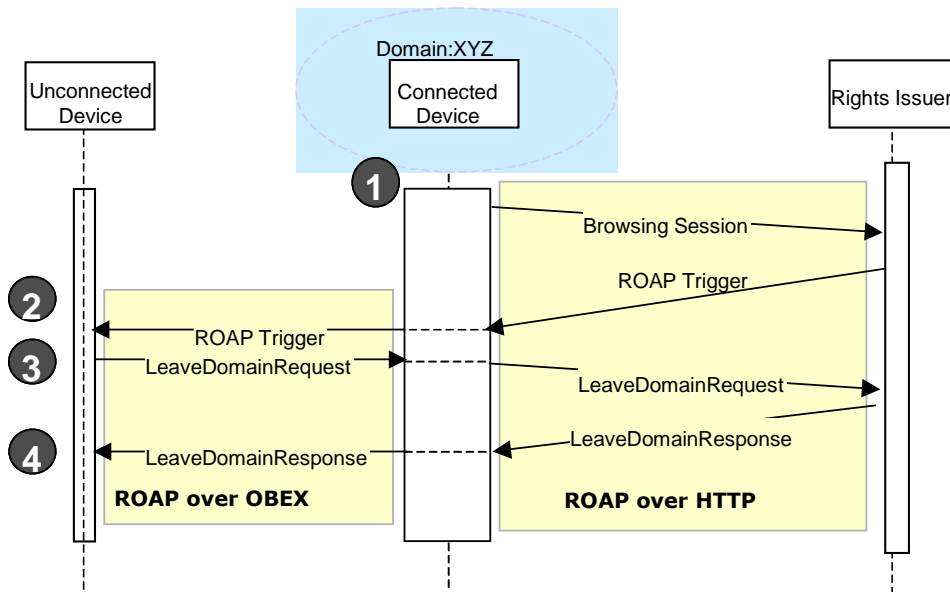 Domain:XYZ
Unconnected
Device
Connected
Device
Rights Issuer
1
Browsing Session
ROAP Trigger
2
ROAP Trigger
3
LeaveDomainRequest
LeaveDomainRequest
LeaveDomainResponse
4
LeaveDomainResponse
ROAP over OBEX
ROAP over HTTP